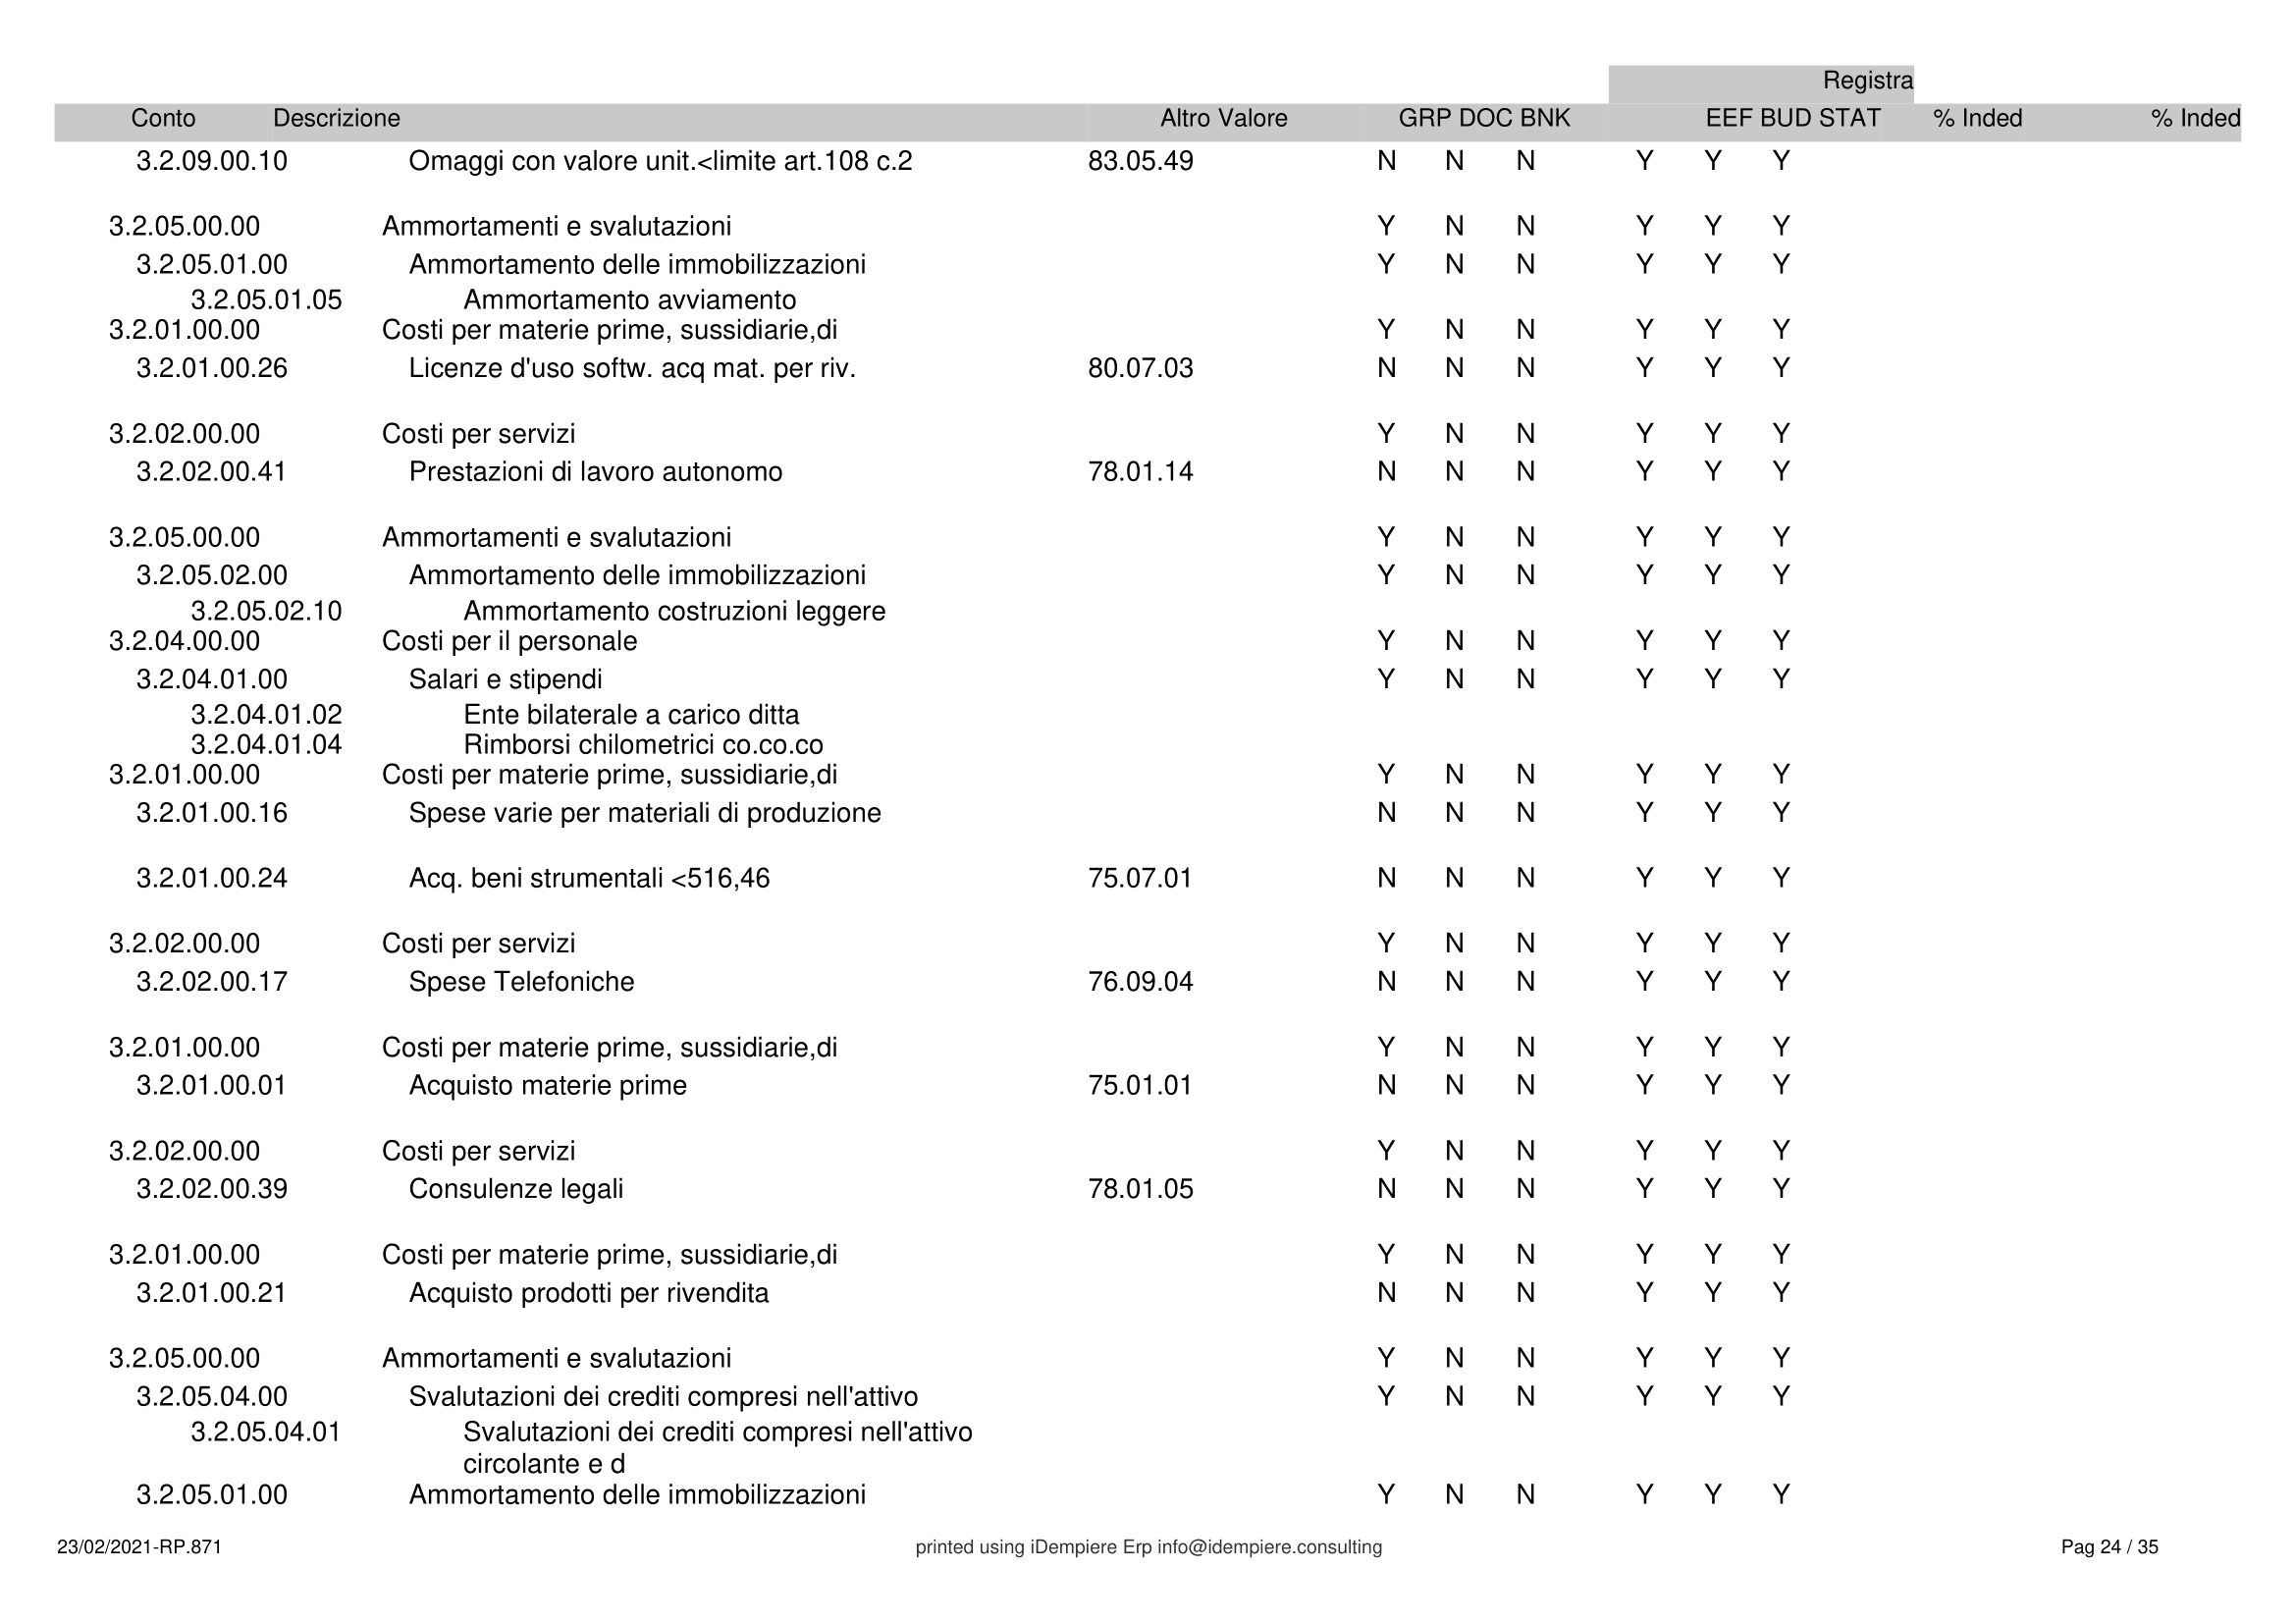 Registra
Conto Descrizione Altro Valore GRP DOC BNK EEF BUD STAT % Inded % Inded
3.2.09.00.10 Omaggi con valore unit.<limite art.108 c.2 83.05.49 N N N Y Y Y
3.2.05.00.00 Ammortamenti e svalutazioni Y N N Y Y Y
3.2.05.01.00 Ammortamento delle immobilizzazioni Y N N Y Y Y
3.2.05.01.05 Ammortamento avviamento
3.2.01.00.00 Costi per materie prime, sussidiarie,di Y N N Y Y Y
3.2.01.00.26 Licenze d'uso softw. acq mat. per riv. 80.07.03 N N N Y Y Y
3.2.02.00.00 Costi per servizi Y N N Y Y Y
3.2.02.00.41 Prestazioni di lavoro autonomo 78.01.14 N N N Y Y Y
3.2.05.00.00 Ammortamenti e svalutazioni Y N N Y Y Y
3.2.05.02.00 Ammortamento delle immobilizzazioni Y N N Y Y Y
3.2.05.02.10 Ammortamento costruzioni leggere
3.2.04.00.00 Costi per il personale Y N N Y Y Y
3.2.04.01.00 Salari e stipendi Y N N Y Y Y
3.2.04.01.02 Ente bilaterale a carico ditta
3.2.04.01.04 Rimborsi chilometrici co.co.co
3.2.01.00.00 Costi per materie prime, sussidiarie,di Y N N Y Y Y
3.2.01.00.16 Spese varie per materiali di produzione N N N Y Y Y
3.2.01.00.24 Acq. beni strumentali <516,46 75.07.01 N N N Y Y Y
3.2.02.00.00 Costi per servizi Y N N Y Y Y
3.2.02.00.17 Spese Telefoniche 76.09.04 N N N Y Y Y
3.2.01.00.00 Costi per materie prime, sussidiarie,di Y N N Y Y Y
3.2.01.00.01 Acquisto materie prime 75.01.01 N N N Y Y Y
3.2.02.00.00 Costi per servizi Y N N Y Y Y
3.2.02.00.39 Consulenze legali 78.01.05 N N N Y Y Y
3.2.01.00.00 Costi per materie prime, sussidiarie,di Y N N Y Y Y
3.2.01.00.21 Acquisto prodotti per rivendita N N N Y Y Y
3.2.05.00.00 Ammortamenti e svalutazioni Y N N Y Y Y
3.2.05.04.00 Svalutazioni dei crediti compresi nell'attivo Y N N Y Y Y
3.2.05.04.01 Svalutazioni dei crediti compresi nell'attivo
circolante e d
3.2.05.01.00 Ammortamento delle immobilizzazioni Y N N Y Y Y
23/02/2021-RP.871 printed using iDempiere Erp info@idempiere.consulting Pag 24 / 35